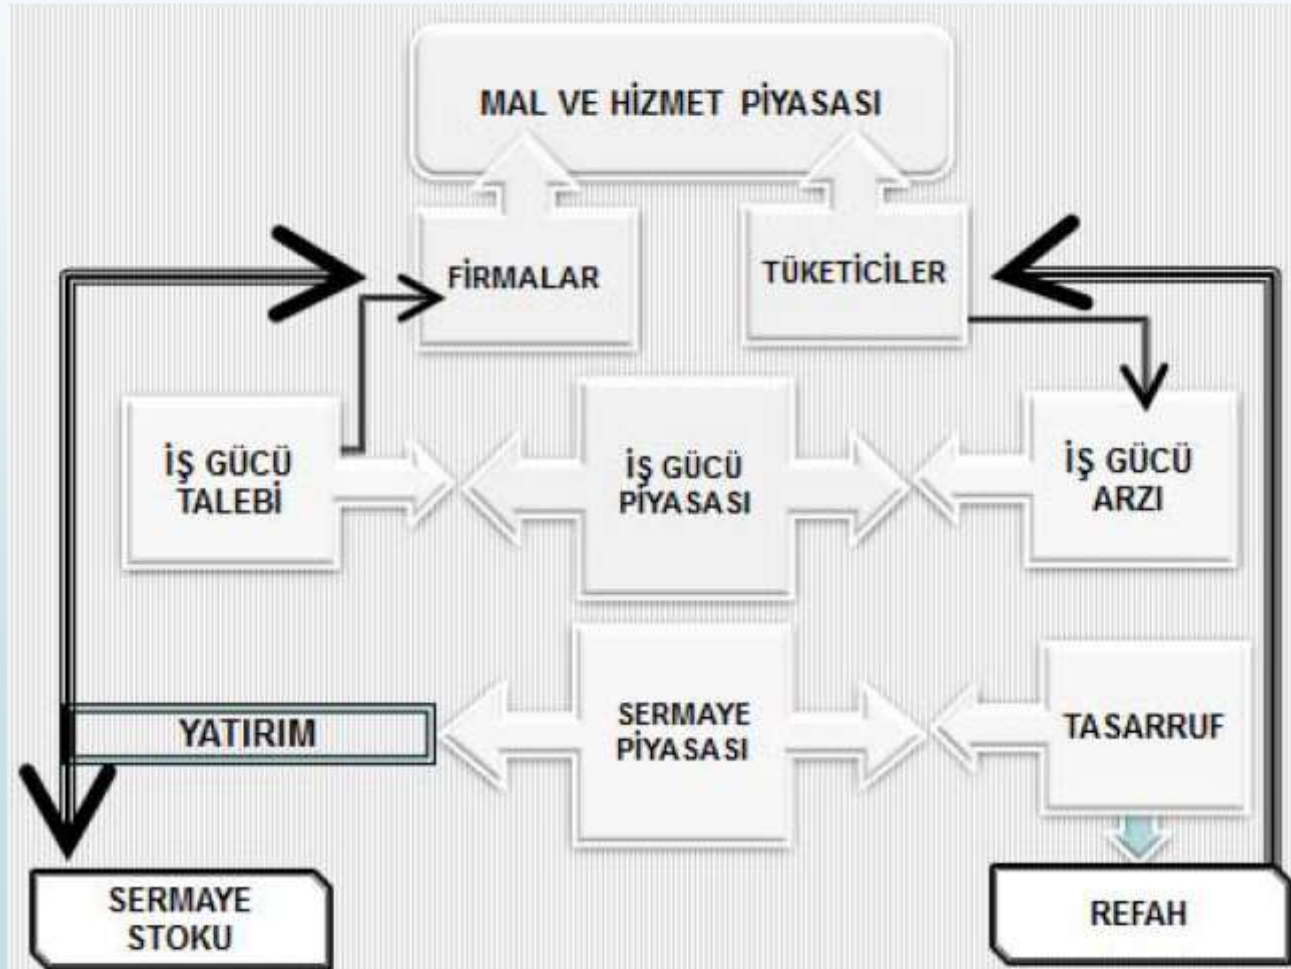 MAL VE HİZMET PİYASASI
FİRMALAR
TÜKETİCİLER
İŞ GÜCÜ
TALEBİ
İŞ GÜCÜ
PİYASASI
İŞ GÜCÜ
ARZI
YATIRIM
SERMAYE
PİYASASI
TASARRUF
SERMAYE
STOKU
REFAH